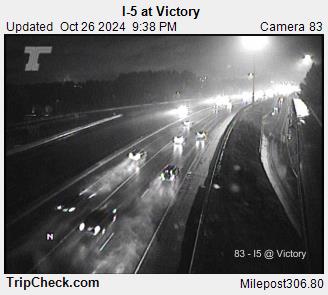 I-5 at Victory
Updated Oct 26 2024 9:38 PM Camera 83
T
N
83 - I5 @ Victory
TripCheck.com Milepost306.80